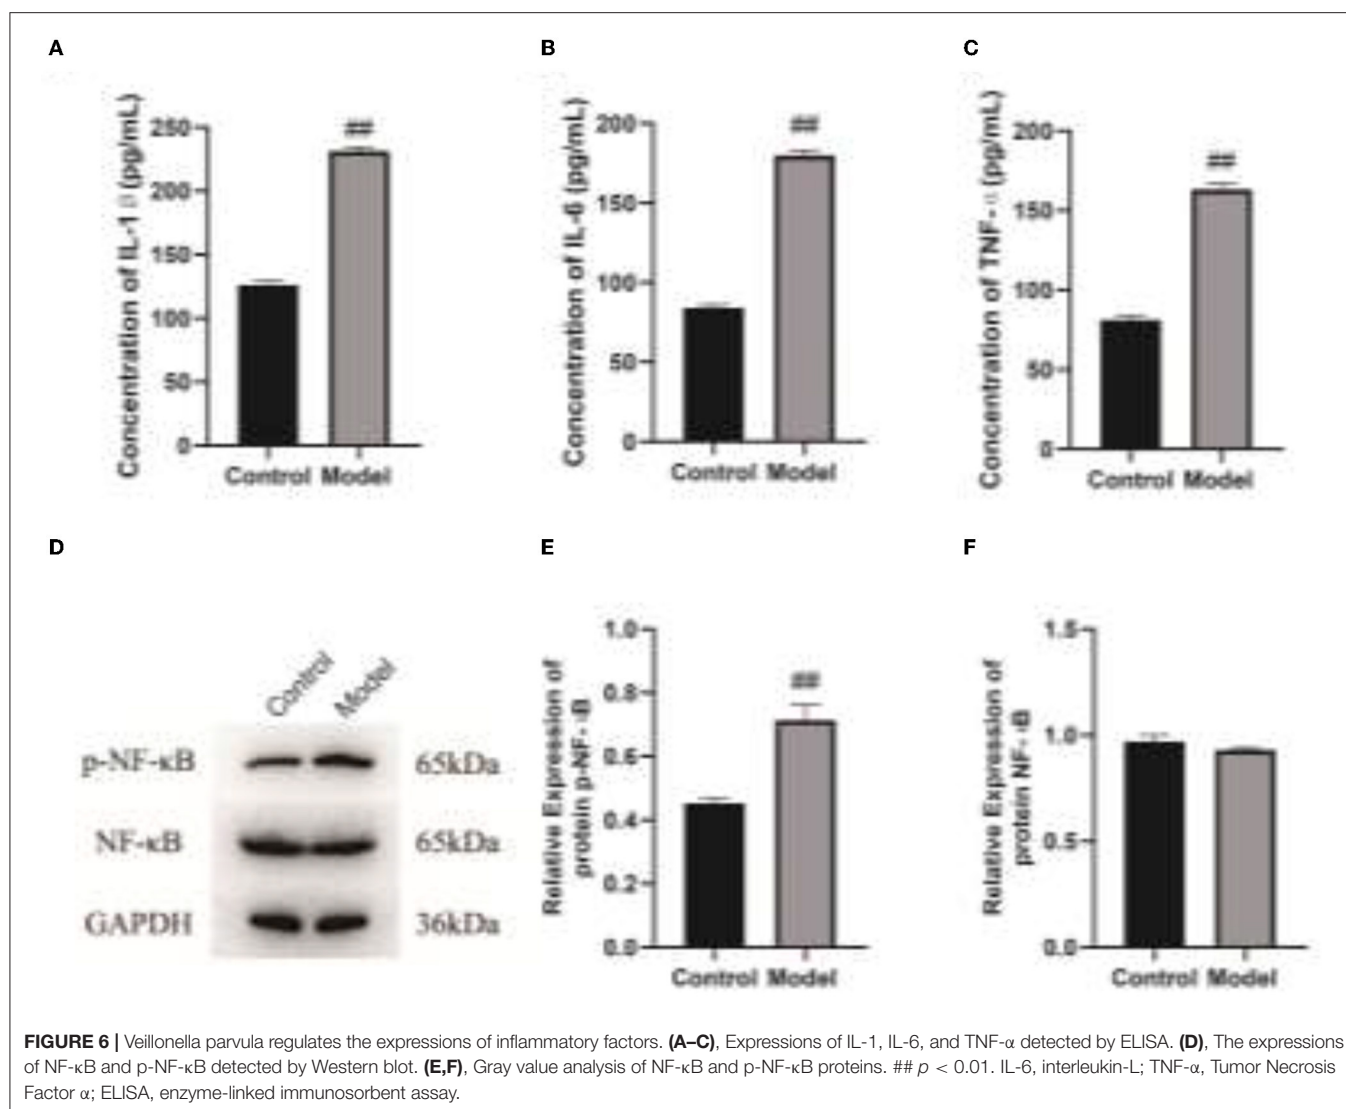 A
B
C
Concentration of IL-1 β (pg/mL)
250
200
150
100
50
0
##
Control Model
Concentration of IL-6 (pg/mL)
200
150
100
50
0
##
Control Model
Concentration of TNF-α (pg/mL)
200
150
100
50
0
##
Control Model
D
E
F
Control
Model
p-NF-κB
65kDa
NF-κB
65kDa
GAPDH
36kDa
Relative Expression of
protein p-NF-κB
1.0
0.8
0.6
0.4
0.2
0.0
##
Control Model
Relative Expression of
protein NF-κB
1.5
1.0
0.5
0.0
Control Model
FIGURE 6 | Veillonella parvula regulates the expressions of inflammatory factors. (A–C), Expressions of IL-1, IL-6, and TNF-α detected by ELISA. (D), The expressions
of NF-κB and p-NF-κB detected by Western blot. (E,F), Gray value analysis of NF-κB and p-NF-κB proteins. ## p < 0.01. IL-6, interleukin-L; TNF-α, Tumor Necrosis
Factor α; ELISA, enzyme-linked immunosorbent assay.